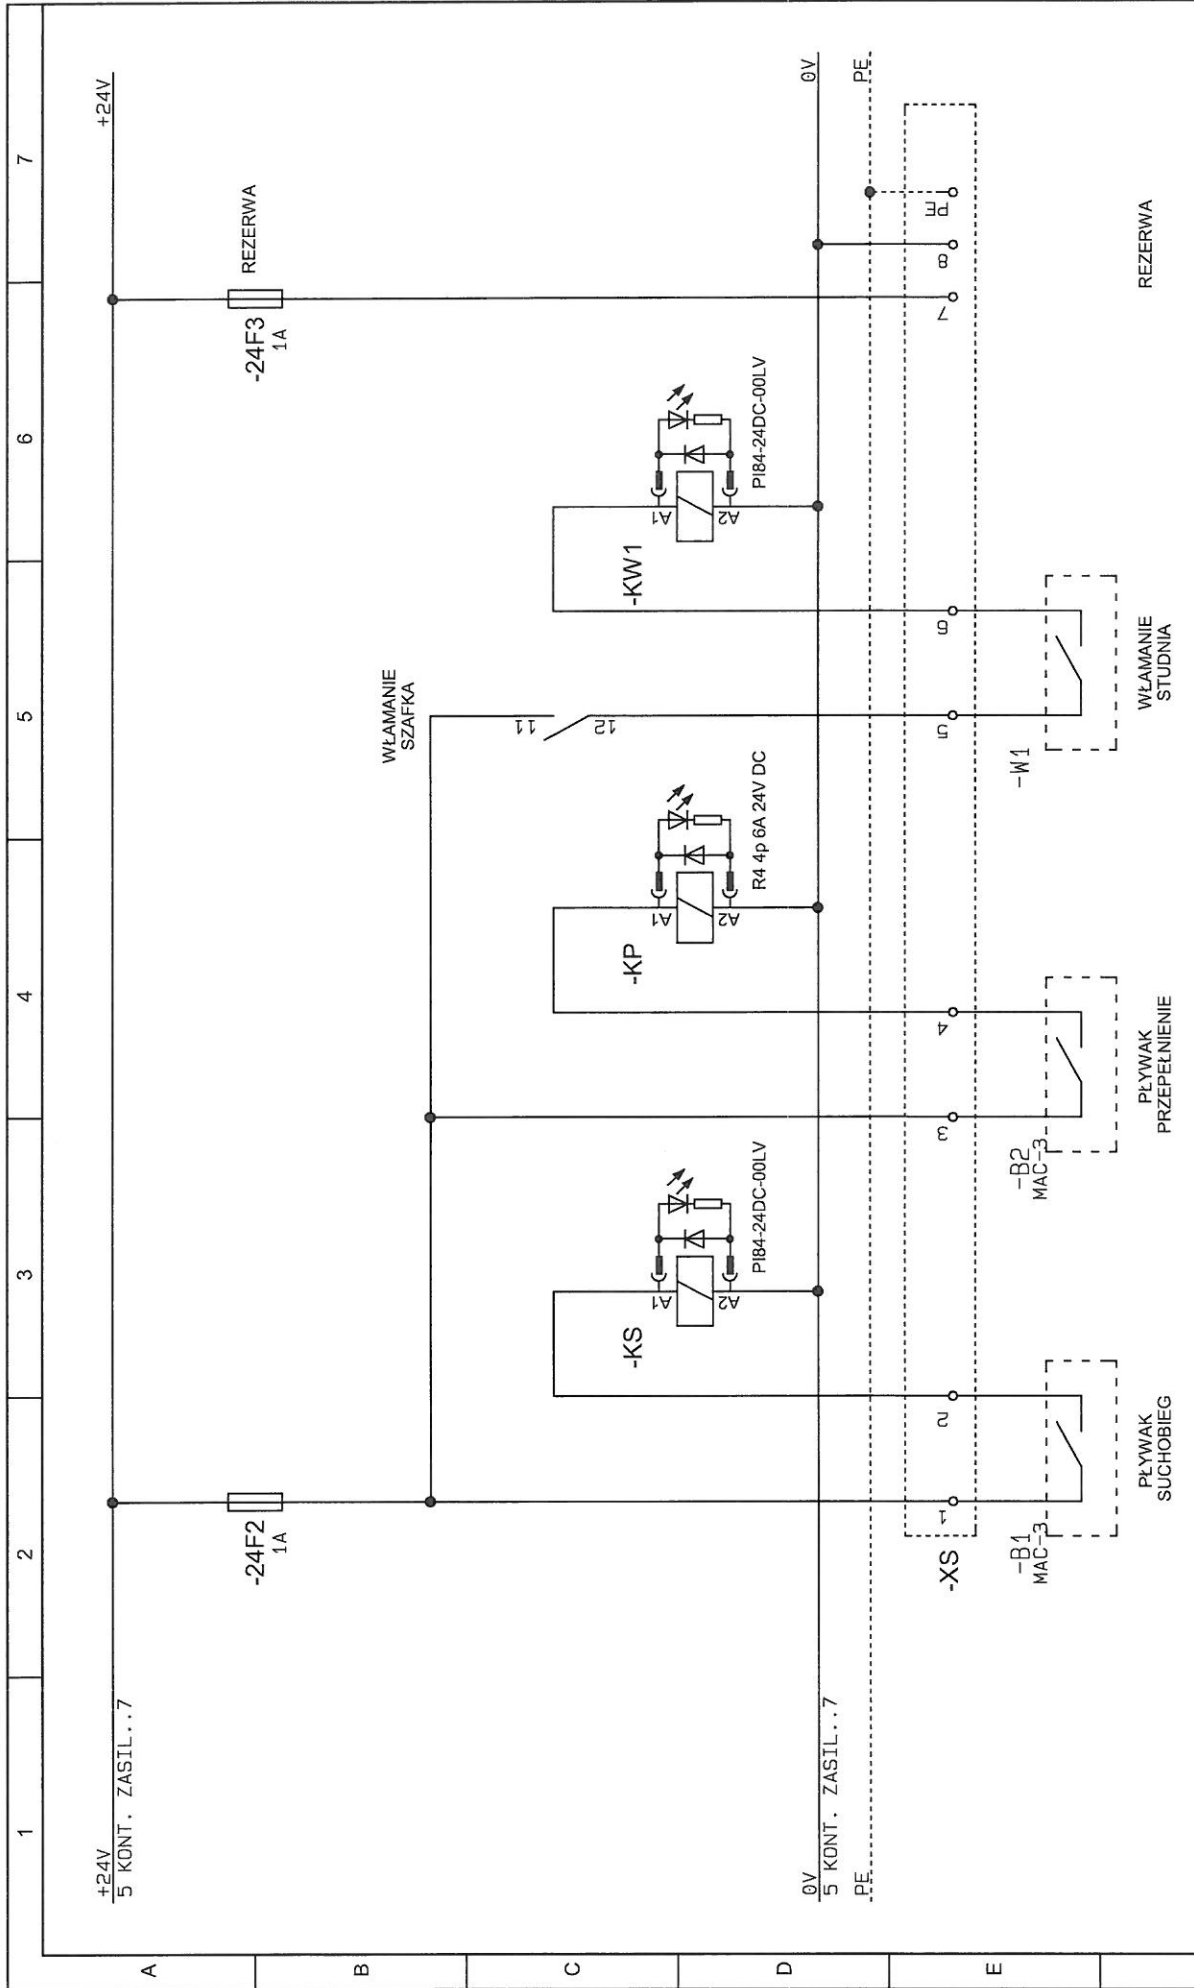 1
2
3
4
5
6
7
A
B
C
D
E
+24V
5 KONT. ZASIL..7
+24V
-24F2
1A
-24F3
1A
REZERWA
WŁAMANIE
SZAFKA
11
12
-KS
A1
A2
PI84-24DC-00LV
-KP
A1
A2
R4 4p 6A 24V DC
-KW1
A1
A2
PI84-24DC-00LV
0V
5 KONT. ZASIL..7
0V
PE
PE
-XS
1
2
3
4
5
6
7
8
PE
-B1
MAC-3
-B2
MAC-3
-W1
PŁYWAK
SUCHOBIEG
PŁYWAK
PRZEPEŁNIENIE
WŁAMANIE
STUDNIA
REZERWA